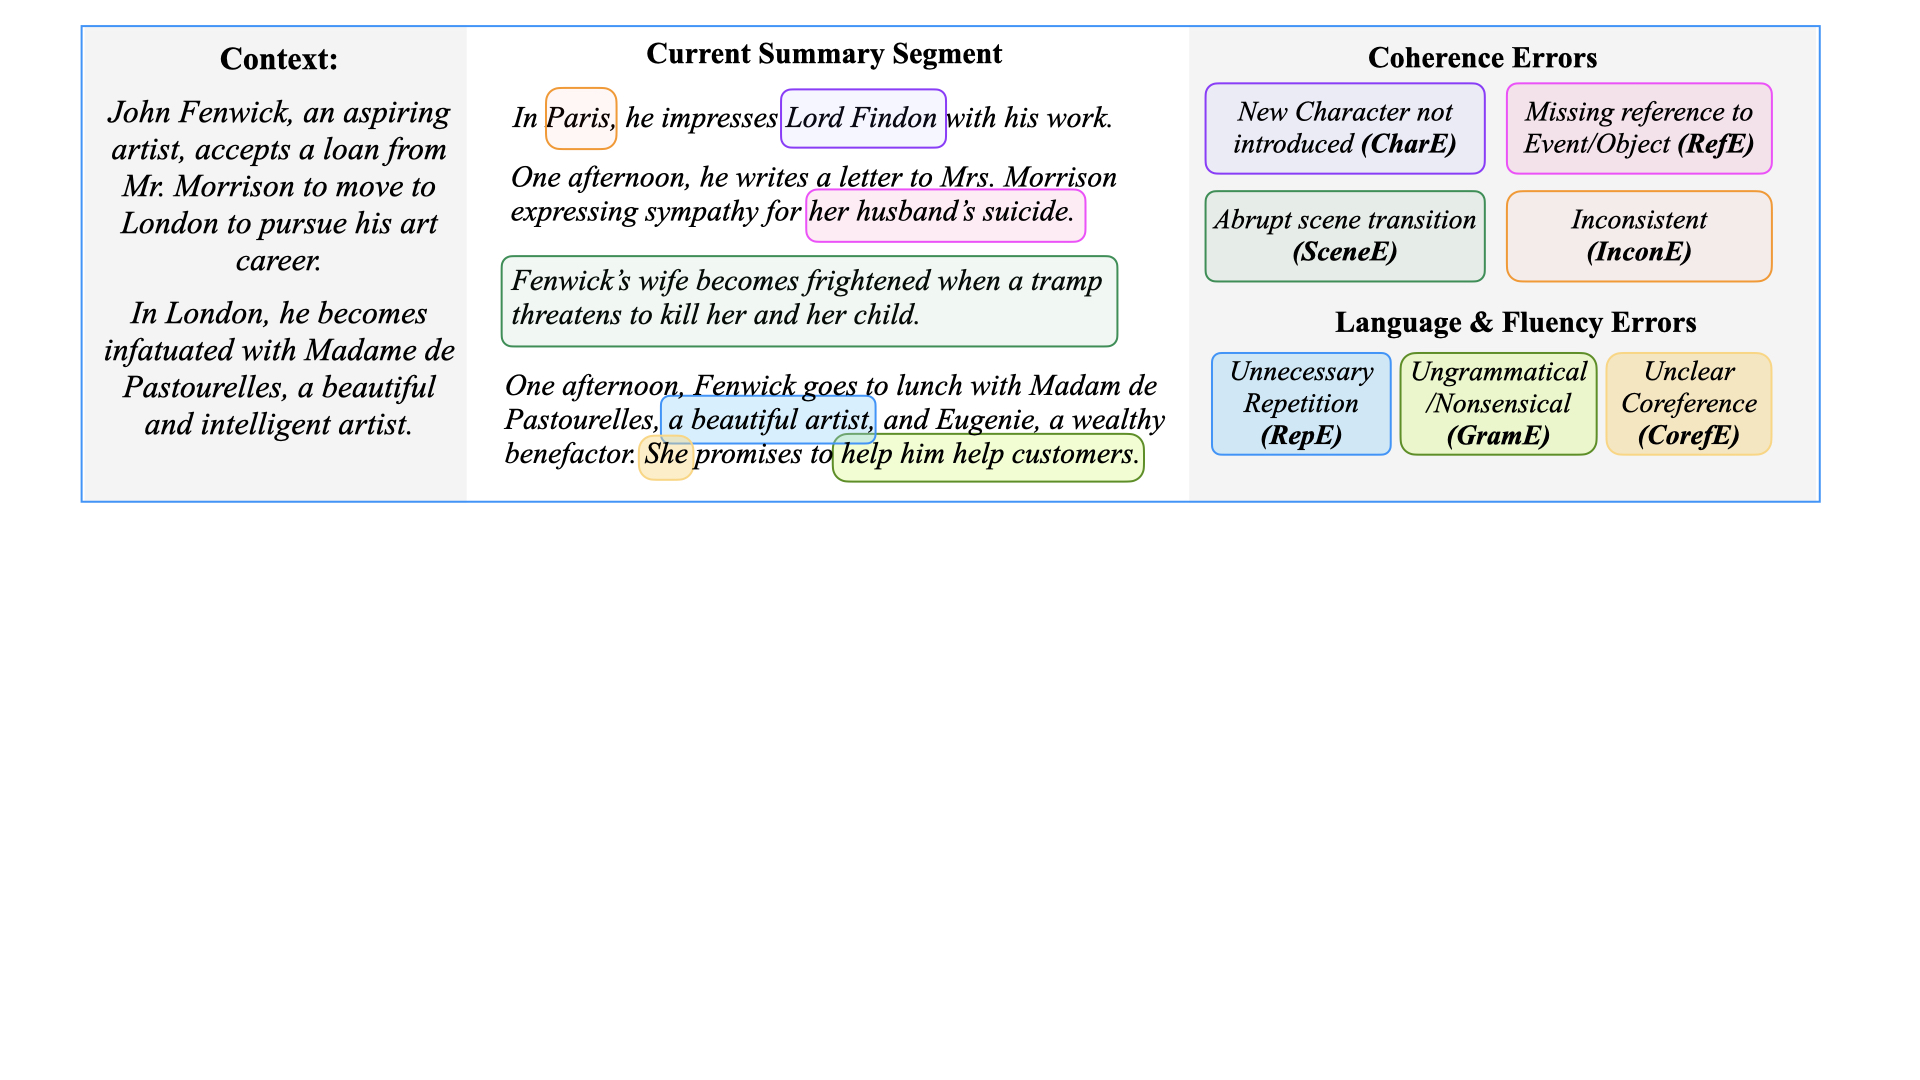 Context:
John Fenwick, an aspiring
artist, accepts a loan from
Mr. Morrison to move to
London to pursue his art
career.
In London, he becomes
infatuated with Madame de
Pastourelles, a beautiful
and intelligent artist.
Current Summary Segment
In Paris, he impresses Lord Findon with his work.
One afternoon, he writes a letter to Mrs. Morrison
expressing sympathy for her husband’s suicide.
Fenwick’s wife becomes frightened when a tramp
threatens to kill her and her child.
One afternoon, Fenwick goes to lunch with Madam de
Pastourelles, a beautiful artist, and Eugenie, a wealthy
benefactor. She promises to help him help customers.
Coherence Errors
New Character not
introduced (CharE)
Missing reference to
Event/Object (RefE)
Abrupt scene transition
(SceneE)
Inconsistent
(InconE)
Language & Fluency Errors
Unnecessary
Repetition
(RepE)
Ungrammatical
/Nonsensical
(GramE)
Unclear
Coreference
(CorefE)